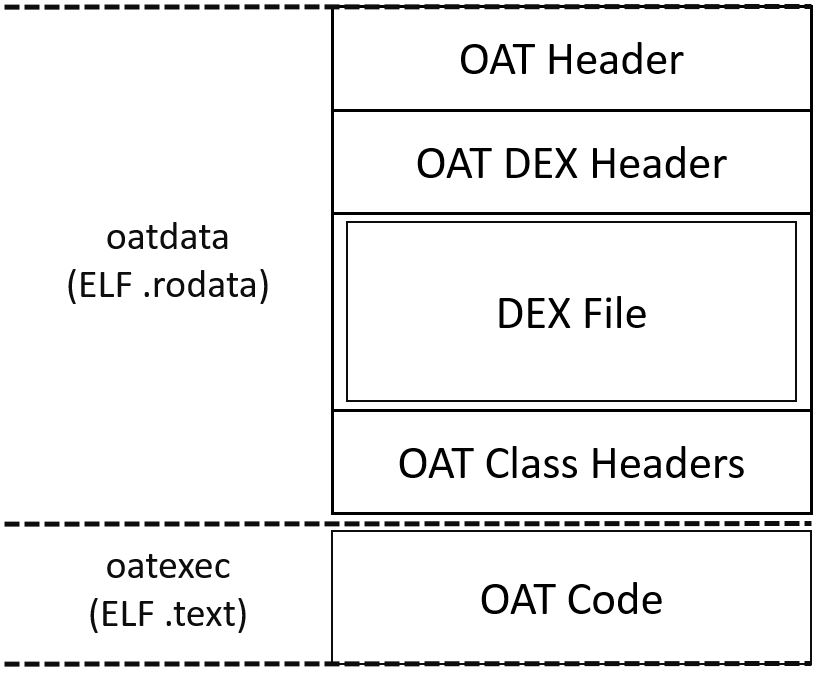 OAT Header
OAT DEX Header
oatdata
(ELF .rodata)
DEX File
OAT Class Headers
oatexec
(ELF .text)
OAT Code